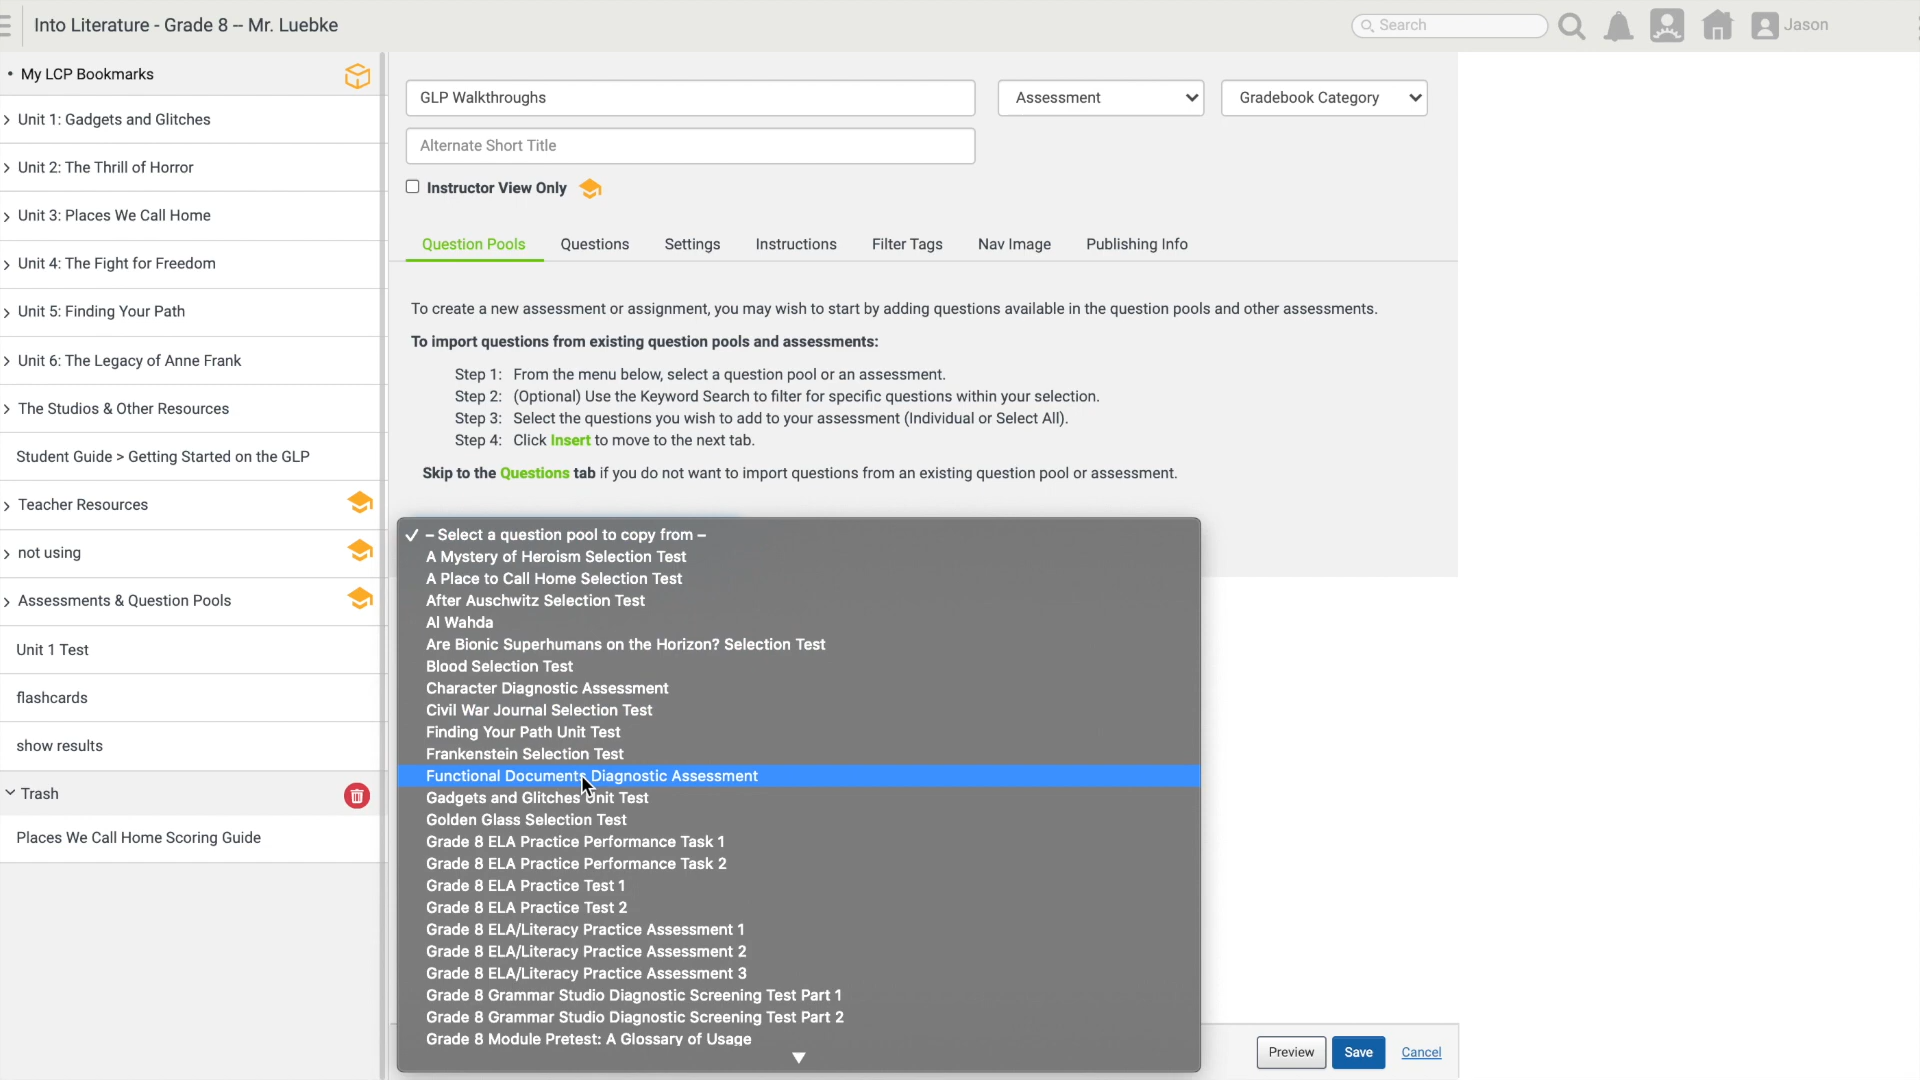 Into Literature - Grade 8 -- Mr. Luebke
Search
Jason
• My LCP Bookmarks
Unit 1: Gadgets and Glitches
Unit 2: The Thrill of Horror
Unit 3: Places We Call Home
Unit 4: The Fight for Freedom
Unit 5: Finding Your Path
Unit 6: The Legacy of Anne Frank
The Studios & Other Resources
Student Guide > Getting Started on the GLP
Teacher Resources
not using
Assessments & Question Pools
Unit 1 Test
flashcards
show results
Trash
Places We Call Home Scoring Guide
GLP Walkthroughs
Assessment
Gradebook Category
Alternate Short Title
Instructor View Only
Question Pools Questions Settings Instructions Filter Tags Nav Image Publishing Info
To create a new assessment or assignment, you may wish to start by adding questions available in the question pools and other assessments.
To import questions from existing question pools and assessments:
Step 1: From the menu below, select a question pool or an assessment.
Step 2: (Optional) Use the Keyword Search to filter for specific questions within your selection.
Step 3: Select the questions you wish to add to your assessment (Individual or Select All).
Step 4: Click Insert to move to the next tab.
Skip to the Questions tab if you do not want to import questions from an existing question pool or assessment.
✓ – Select a question pool to copy from –
A Mystery of Heroism Selection Test
A Place to Call Home Selection Test
After Auschwitz Selection Test
Al Wahda
Are Bionic Superhumans on the Horizon? Selection Test
Blood Selection Test
Character Diagnostic Assessment
Civil War Journal Selection Test
Finding Your Path Unit Test
Frankenstein Selection Test
Functional Documents Diagnostic Assessment
Gadgets and Glitches Unit Test
Golden Glass Selection Test
Grade 8 ELA Practice Performance Task 1
Grade 8 ELA Practice Performance Task 2
Grade 8 ELA Practice Test 1
Grade 8 ELA Practice Test 2
Grade 8 ELA/Literacy Practice Assessment 1
Grade 8 ELA/Literacy Practice Assessment 2
Grade 8 ELA/Literacy Practice Assessment 3
Grade 8 Grammar Studio Diagnostic Screening Test Part 1
Grade 8 Grammar Studio Diagnostic Screening Test Part 2
Grade 8 Module Pretest: A Glossary of Usage
Preview
Save
Cancel